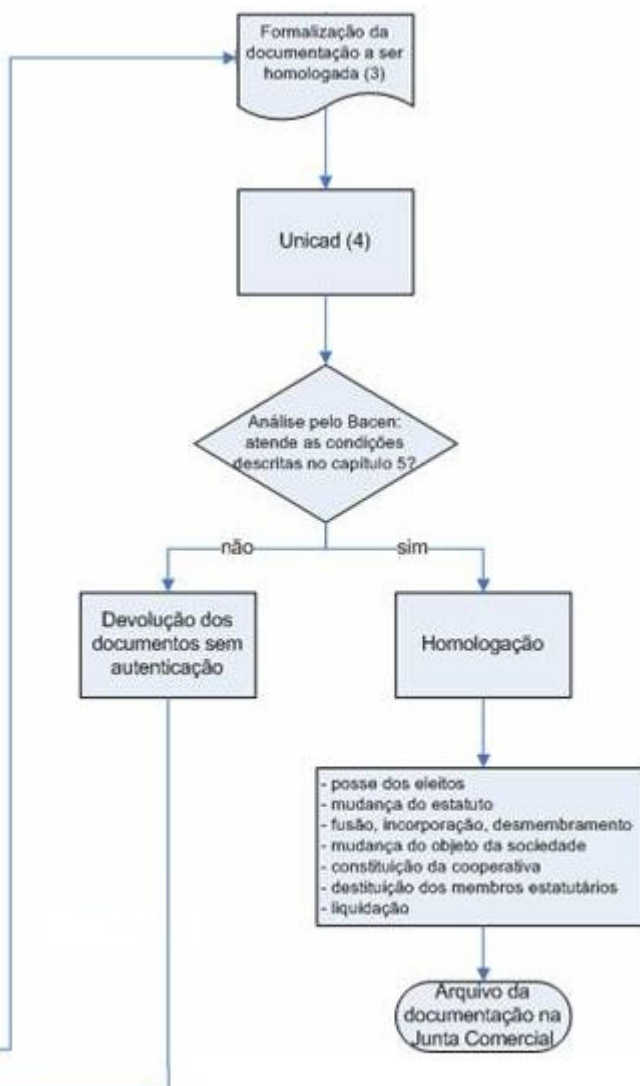 Formalização da
documentação a ser
homologada (3)
Unicad (4)
Análise pelo Bacen:
atende as condições
descritas no capítulo 5?
não
sim
Devolução dos
documentos sem
autenticação
Homologação
- posse dos eleitos
- mudança do estatuto
- fusão, incorporação, desmembramento
- mudança do objeto da sociedade
- constituição da cooperativa
- destituição dos membros estatutários
- liquidação
Arquivo da
documentação na
Junta Comercial